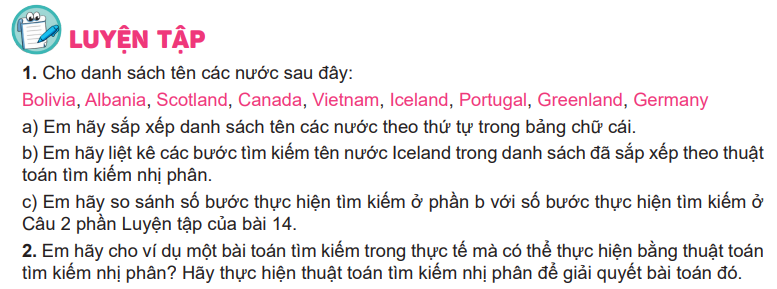 LUYỆN TẬP
1. Cho danh sách tên các nước sau đây:
Bolivia, Albania, Scotland, Canada, Vietnam, Iceland, Portugal, Greenland, Germany
a) Em hãy sắp xếp danh sách tên các nước theo thứ tự trong bảng chữ cái.
b) Em hãy liệt kê các bước tìm kiếm tên nước Iceland trong danh sách đã sắp xếp theo thuật
toán tìm kiếm nhị phân.
c) Em hãy so sánh số bước thực hiện tìm kiếm ở phần b với số bước thực hiện tìm kiếm ở
Câu 2 phần Luyện tập của bài 14.
2. Em hãy cho ví dụ một bài toán tìm kiếm trong thực tế mà có thể thực hiện bằng thuật toán
tìm kiếm nhị phân? Hãy thực hiện thuật toán tìm kiếm nhị phân để giải quyết bài toán đó.